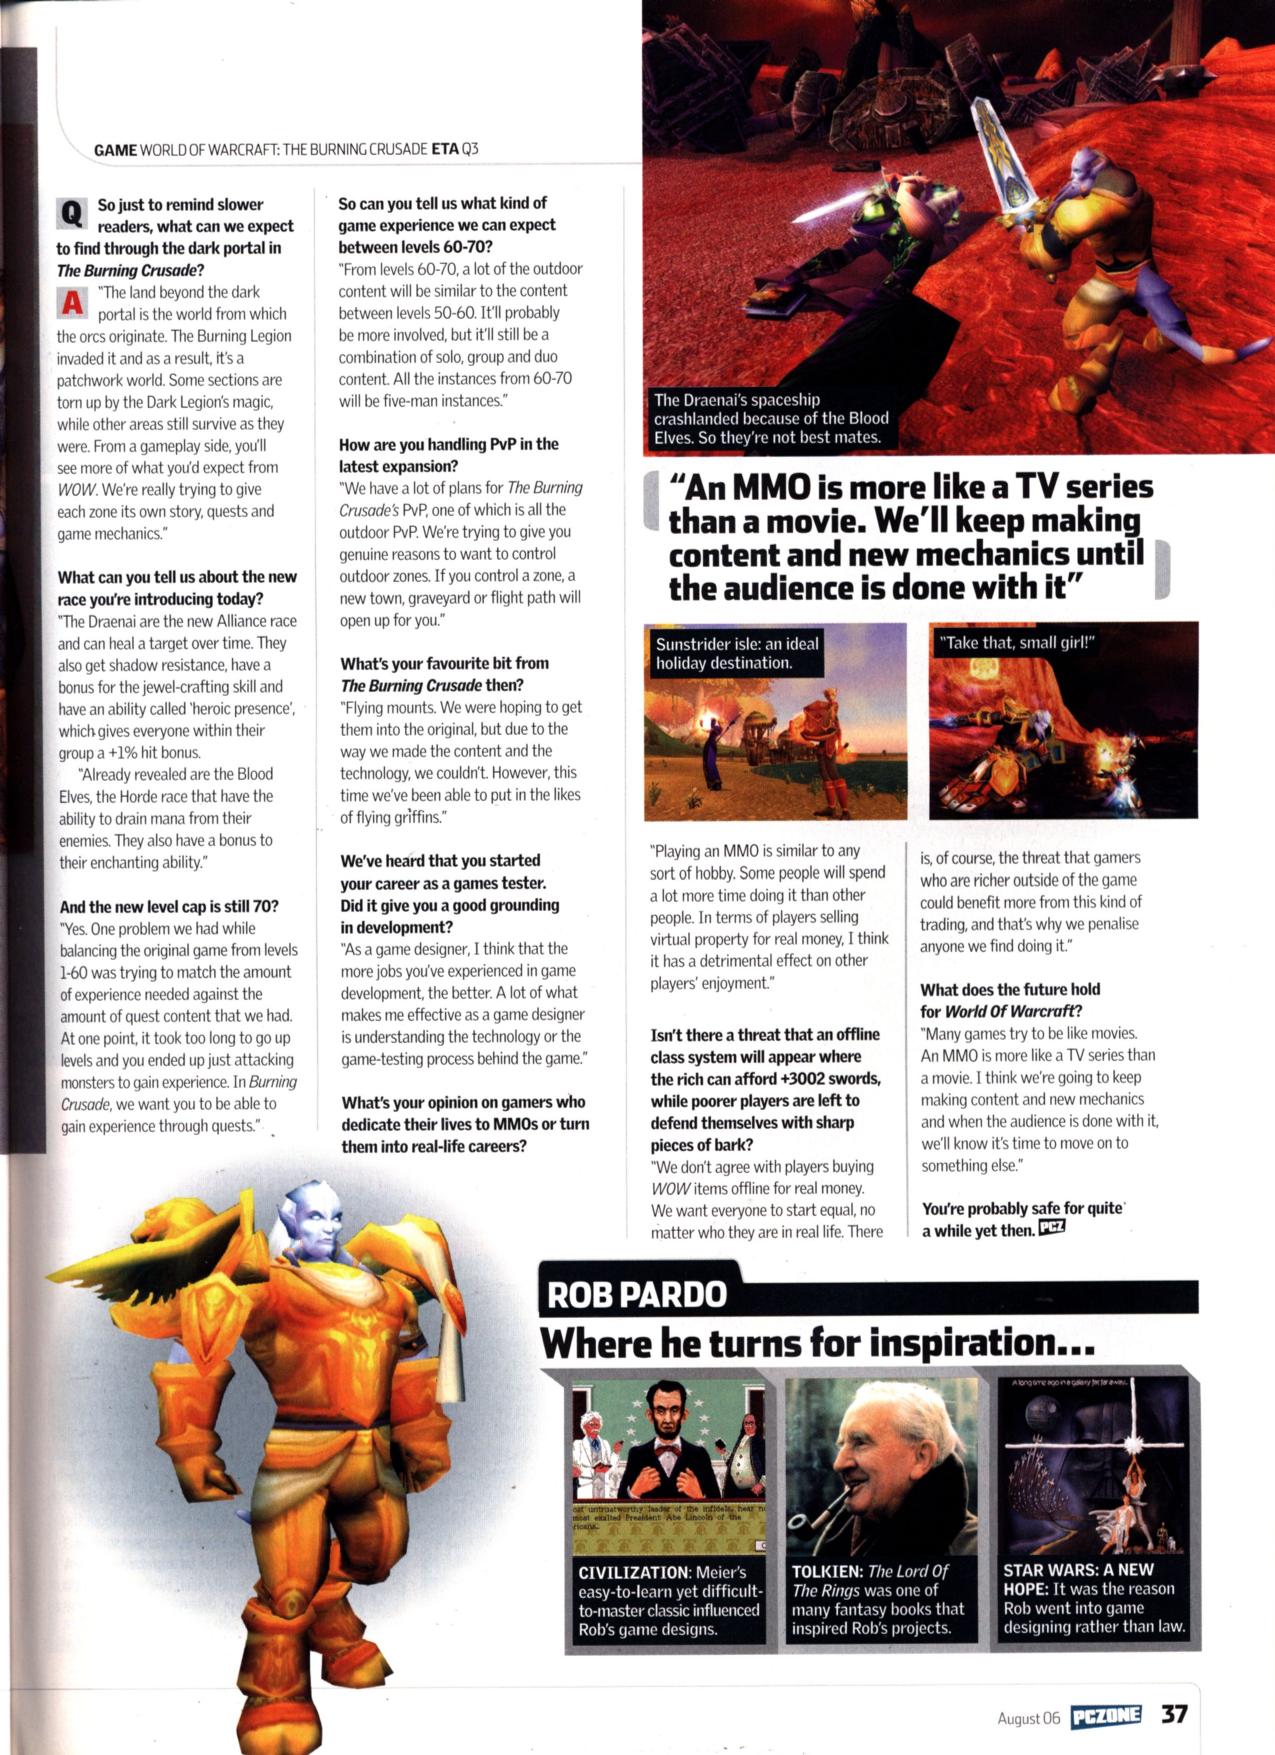 GAME WORLD OF WARCRAFT: THE BURNING CRUSADE ETA Q3
Q So just to remind slower
readers, what can we expect
to find through the dark portal in
The Burning Crusade?
A "The land beyond the dark
portal is the world from which
the orcs originate. The Burning Legion
invaded it and as a result, it's a
patchwork world. Some sections are
torn up by the Dark Legion's magic,
while other areas still survive as they
were. From a gameplay side, you'll
see more of what you'd expect from
WOW. We're really trying to give
each zone its own story, quests and
game mechanics."
What can you tell us about the new
race you're introducing today?
"The Draenai are the new Alliance race
and can heal a target over time. They
also get shadow resistance, have a
bonus for the jewel-crafting skill and
have an ability called 'heroic presence',
which gives everyone within their
group a +1% hit bonus.
"Already revealed are the Blood
Elves, the Horde race that have the
ability to drain mana from their
enemies. They also have a bonus to
their enchanting ability."
And the new level cap is still 70?
"Yes. One problem we had while
balancing the original game from levels
1-60 was trying to match the amount
of experience needed against the
amount of quest content that we had.
At one point, it took too long to go up
levels and you ended up just attacking
monsters to gain experience. In Burning
Crusade, we want you to be able to
gain experience through quests."
So can you tell us what kind of
game experience we can expect
between levels 60-70?
"From levels 60-70, a lot of the outdoor
content will be similar to the content
between levels 50-60. It'll probably
be more involved, but it'll still be a
combination of solo, group and duo
content. All the instances from 60-70
will be five-man instances."
How are you handling PvP in the
latest expansion?
"We have a lot of plans for The Burning
Crusade's PvP, one of which is all the
outdoor PvP. We're trying to give you
genuine reasons to want to control
outdoor zones. If you control a zone, a
new town, graveyard or flight path will
open up for you."
What's your favourite bit from
The Burning Crusade then?
"Flying mounts. We were hoping to get
them into the original, but due to the
way we made the content and the
technology, we couldn't. However, this
time we've been able to put in the likes
of flying griffins."
We've heard that you started
your career as a games tester.
Did it give you a good grounding
in development?
"As a game designer, I think that the
more jobs you've experienced in game
development, the better. A lot of what
makes me effective as a game designer
is understanding the technology or the
game-testing process behind the game."
What's your opinion on gamers who
dedicate their lives to MMOs or turn
them into real-life careers?
The Draenai's spaceship
crashlanded because of the Blood
Elves. So they're not best mates.
"An MMO is more like a TV series
than a movie. We'll keep making
content and new mechanics until
the audience is done with it"
Sunstrider isle: an ideal
holiday destination.
"Take that, small girl!"
"Playing an MMO is similar to any
sort of hobby. Some people will spend
a lot more time doing it than other
people. In terms of players selling
virtual property for real money, I think
it has a detrimental effect on other
players' enjoyment."
Isn't there a threat that an offline
class system will appear where
the rich can afford +3002 swords,
while poorer players are left to
defend themselves with sharp
pieces of bark?
"We don't agree with players buying
WOW items offline for real money.
We want everyone to start equal, no
matter who they are in real life. There
is, of course, the threat that gamers
who are richer outside of the game
could benefit more from this kind of
trading, and that's why we penalise
anyone we find doing it."
What does the future hold
for World Of Warcraft?
"Many games try to be like movies.
An MMO is more like a TV series than
a movie. I think we're going to keep
making content and new mechanics
and when the audience is done with it,
we'll know it's time to move on to
something else."
You're probably safe for quite
a while yet then. PCZ
ROB PARDO
Where he turns for inspiration...
most untrustworthy leader of the infidels, hear
most exalted President Abe Lincoln of the
CIVILIZATION: Meier's
easy-to-learn yet difficult-
to-master classic influenced
Rob's game designs.
TOLKIEN: The Lord Of
The Rings was one of
many fantasy books that
inspired Rob's projects.
A long time ago in a galaxy far far away...
STAR WARS: A NEW
HOPE: It was the reason
Rob went into game
designing rather than law.
August 06 PCZONE 37